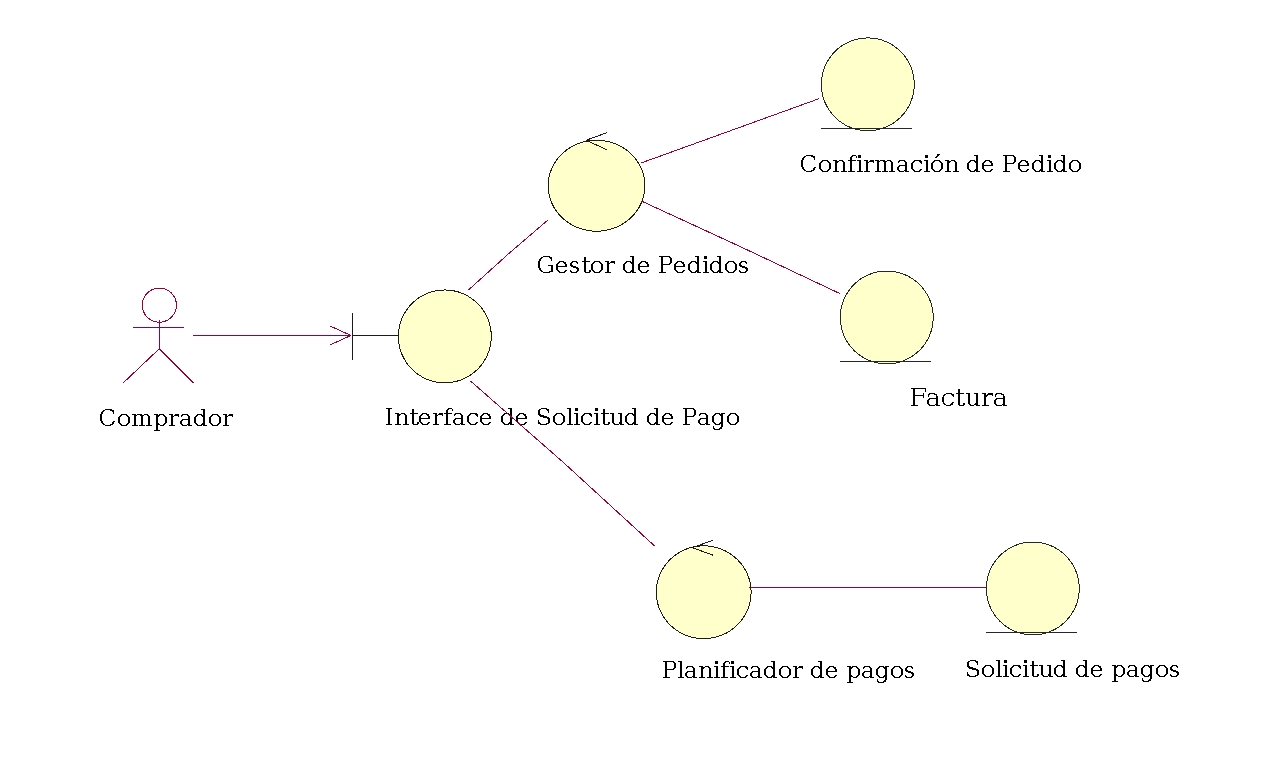 Confirmación de Pedido
Gestor de Pedidos
Factura
Comprador
Interface de Solicitud de Pago
Planificador de pagos
Solicitud de pagos